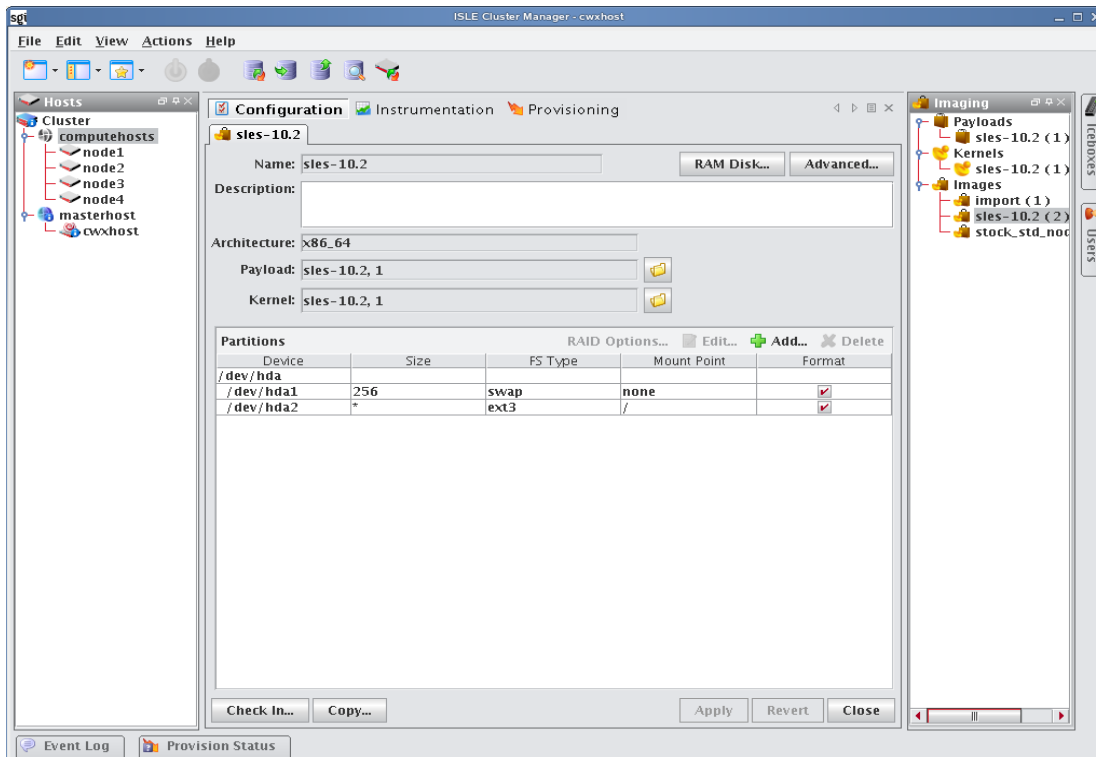 sgi
ISLE Cluster Manager - cwxhost
File Edit View Actions Help
Hosts
Cluster
computehosts
node1
node2
node3
node4
masterhost
cwxhost
Configuration Instrumentation Provisioning
sles-10.2
Name: sles-10.2 RAM Disk... Advanced...
Description:
Architecture: x86_64
Payload: sles-10.2, 1
Kernel: sles-10.2, 1
Partitions RAID Options... Edit... Add... Delete
Device Size FS Type Mount Point Format
/dev/hda
/dev/hda1 256 swap none
/dev/hda2 * ext3 /
Check In... Copy... Apply Revert Close
Imaging
Payloads
sles-10.2 (1)
Kernels
sles-10.2 (1)
Images
import (1)
sles-10.2 (2)
stock_std_nod
Iceboxes
Users
Event Log Provision Status